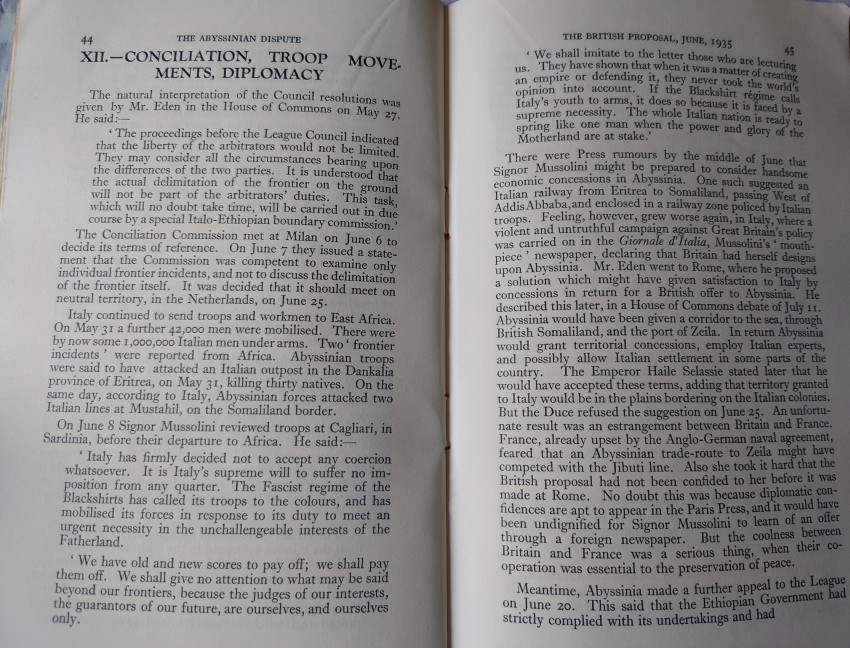 44 THE ABYSSINIAN DISPUTE
XII.—CONCILIATION, TROOP MOVE-
MENTS, DIPLOMACY
The natural interpretation of the Council resolutions was
given by Mr. Eden in the House of Commons on May 27.
He said:—
‘ The proceedings before the League Council indicated
that the liberty of the arbitrators would not be limited.
They may consider all the circumstances bearing upon
the differences of the two parties. It is understood that
the actual delimitation of the frontier on the ground
will not be part of the arbitrators’ duties. This task,
which will no doubt take time, will be carried out in due
course by a special Italo-Ethiopian boundary commission.’
The Conciliation Commission met at Milan on June 6 to
decide its terms of reference. On June 7 they issued a state-
ment that the Commission was competent to examine only
individual frontier incidents, and not to discuss the delimitation
of the frontier itself. It was decided that it should meet on
neutral territory, in the Netherlands, on June 25.
Italy continued to send troops and workmen to East Africa.
On May 31 a further 42,000 men were mobilised. There were
by now some 1,000,000 Italian men under arms. Two ‘ frontier
incidents ’ were reported from Africa. Abyssinian troops
were said to have attacked an Italian outpost in the Dankalia
province of Eritrea, on May 31, killing thirty natives. On the
same day, according to Italy, Abyssinian forces attacked two
Italian lines at Mustahil, on the Somaliland border.
On June 8 Signor Mussolini reviewed troops at Cagliari, in
Sardinia, before their departure to Africa. He said:—
‘ Italy has firmly decided not to accept any coercion
whatsoever. It is Italy’s supreme will to suffer no im-
position from any quarter. The Fascist regime of the
Blackshirts has called its troops to the colours, and has
mobilised its forces in response to its duty to meet an
urgent necessity in the unchallengeable interests of the
Fatherland.
‘ We have old and new scores to pay off; we shall pay
them off. We shall give no attention to what may be said
beyond our frontiers, because the judges of our interests,
the guarantors of our future, are ourselves, and ourselves
only.
THE BRITISH PROPOSAL, JUNE, 1935 45
‘ We shall imitate to the letter those who are lecturing
us. They have shown that when it was a matter of creating
an empire or defending it, they never took the world’s
opinion into account. If the Blackshirt régime calls
Italy’s youth to arms, it does so because it is faced by a
supreme necessity. The whole Italian nation is ready to
spring like one man when the power and glory of the
Motherland are at stake.’
There were Press rumours by the middle of June that
Signor Mussolini might be prepared to consider handsome
economic concessions in Abyssinia. One such suggested an
Italian railway from Eritrea to Somaliland, passing West of
Addis Abbaba, and enclosed in a railway zone policed by Italian
troops. Feeling, however, grew worse again, in Italy, where a
violent and untruthful campaign against Great Britain’s policy
was carried on in the Giornale d’Italia, Mussolini’s ‘ mouth-
piece ’ newspaper, declaring that Britain had herself designs
upon Abyssinia. Mr. Eden went to Rome, where he proposed
a solution which might have given satisfaction to Italy by
concessions in return for a British offer to Abyssinia. He
described this later, in a House of Commons debate of July 11.
Abyssinia would have been given a corridor to the sea, through
British Somaliland, and the port of Zeila. In return Abyssinia
would grant territorial concessions, employ Italian experts,
and possibly allow Italian settlement in some parts of the
country. The Emperor Haile Selassie stated later that he
would have accepted these terms, adding that territory granted
to Italy would be in the plains bordering on the Italian colonies.
But the Duce refused the suggestion on June 25. An unfortu-
nate result was an estrangement between Britain and France.
France, already upset by the Anglo-German naval agreement,
feared that an Abyssinian trade-route to Zeila might have
competed with the Jibuti line. Also she took it hard that the
British proposal had not been confided to her before it was
made at Rome. No doubt this was because diplomatic con-
fidences are apt to appear in the Paris Press, and it would have
been undignified for Signor Mussolini to learn of an offer
through a foreign newspaper. But the coolness between
Britain and France was a serious thing, when their co-
operation was essential to the preservation of peace.
Meantime, Abyssinia made a further appeal to the League
on June 20. This said that the Ethiopian Government had
strictly complied with its undertakings and had